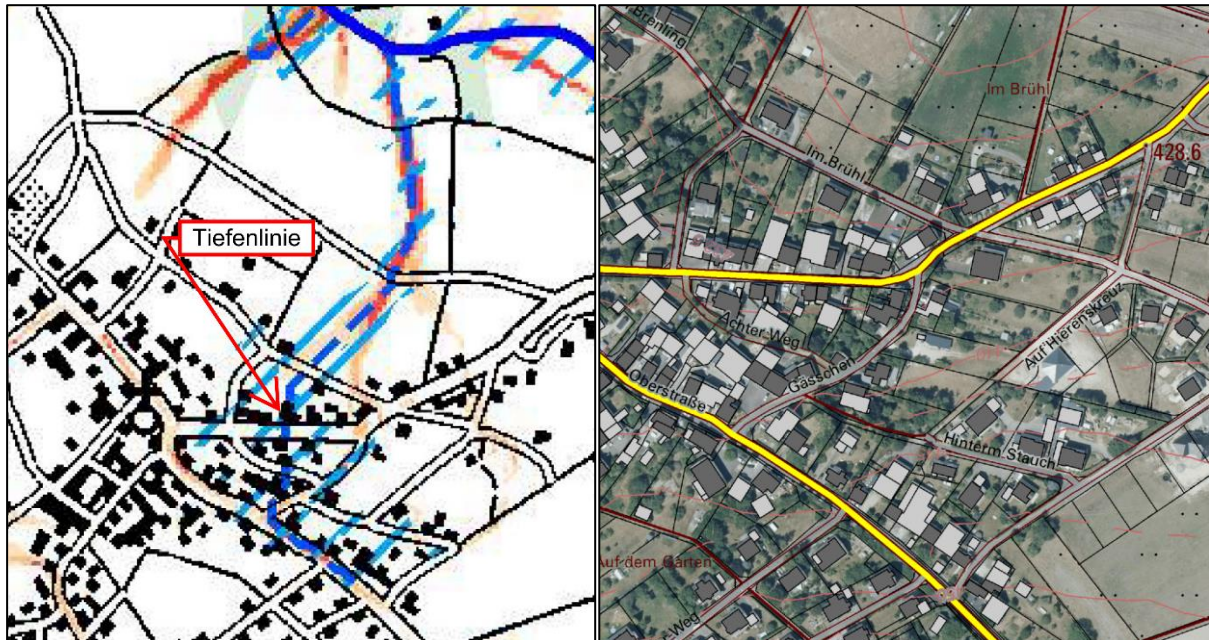 Tiefenlinie
Brenling
Im Brühl
Im Brühl
428.6
Achter Weg
Gässchen
Auf Hierenskreuz
Oberstraße
Hinterm Stauch
Auf dem Garten
Weg